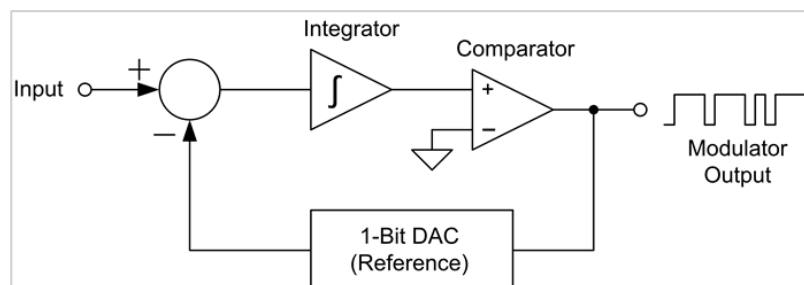 Integrator
Comparator
Input
+
−
∫
+
−
Modulator
Output
1-Bit DAC
(Reference)